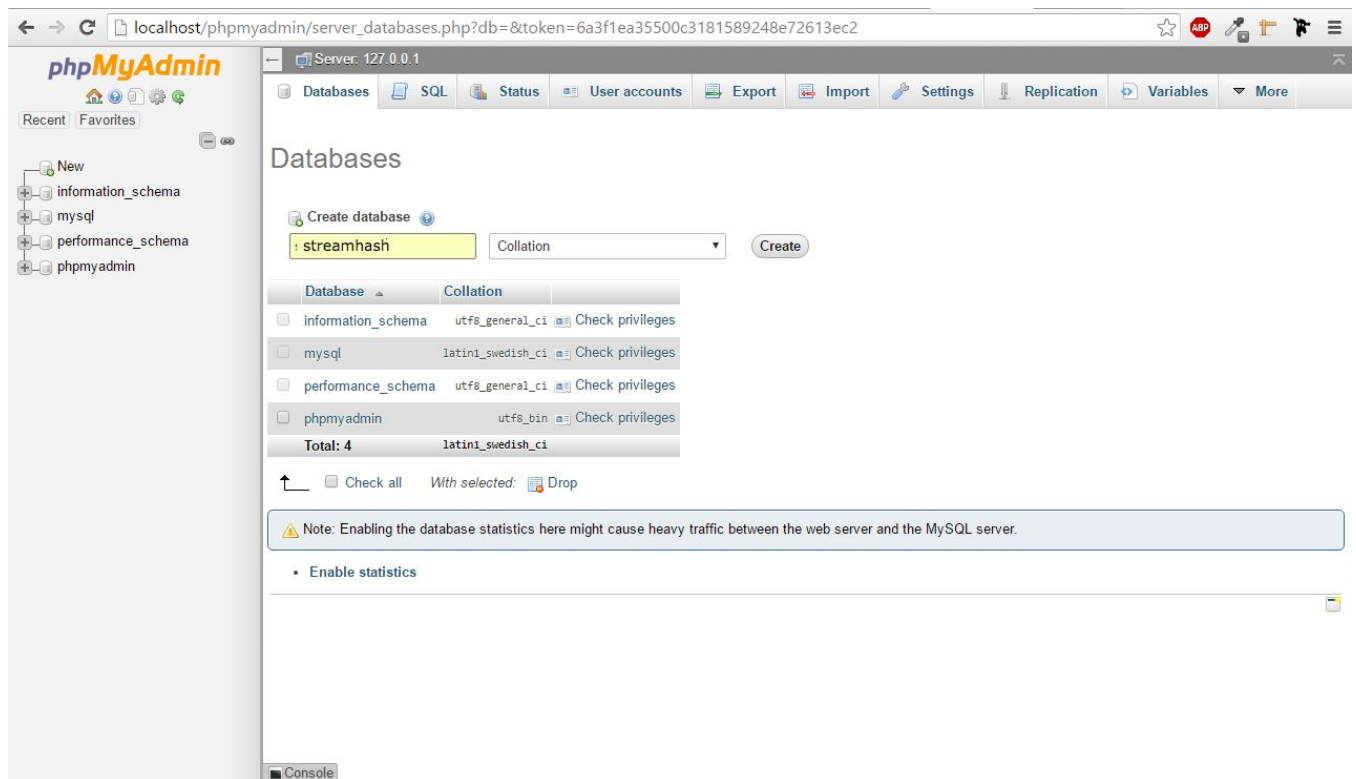 localhost/phpmyadmin/server_databases.php?db=&token=6a3f1ea35500c3181589248e72613ec2
ABP
phpMyAdmin
Recent Favorites
New
information_schema
mysql
performance_schema
phpmyadmin
Server: 127.0.0.1
Databases SQL Status User accounts Export Import Settings Replication Variables More
Databases
Create database
: streamhash Collation Create
Database Collation
information_schema utf8_general_ci Check privileges
mysql latin1_swedish_ci Check privileges
performance_schema utf8_general_ci Check privileges
phpmyadmin utf8_bin Check privileges
Total: 4 latin1_swedish_ci
Check all With selected: Drop
Note: Enabling the database statistics here might cause heavy traffic between the web server and the MySQL server.
• Enable statistics
Console